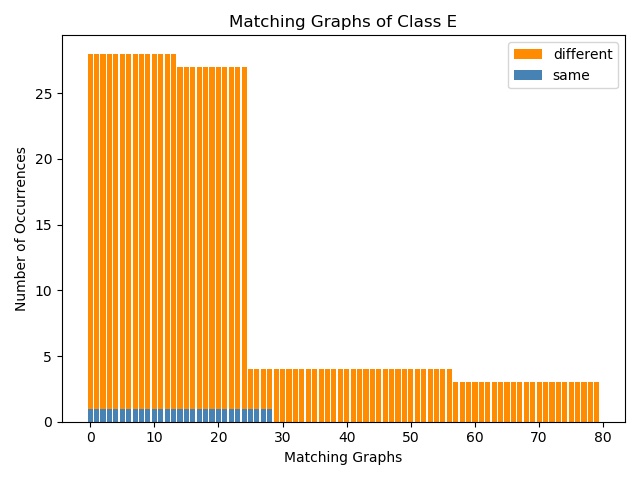 Matching Graphs of Class E
different
same
Number of Occurrences
25
20
15
10
5
0
0 10 20 30 40 50 60 70 80
Matching Graphs